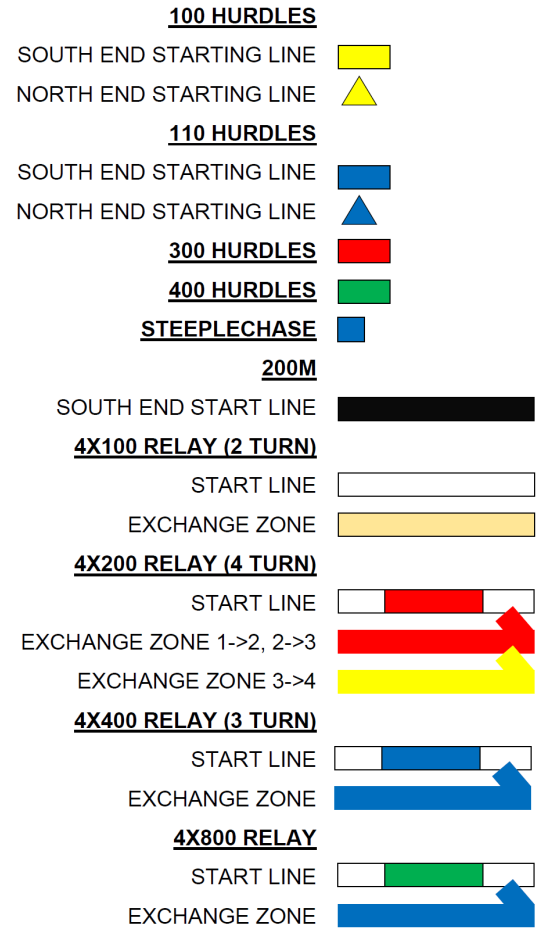 100 HURDLES
SOUTH END STARTING LINE
NORTH END STARTING LINE
110 HURDLES
SOUTH END STARTING LINE
NORTH END STARTING LINE
300 HURDLES
400 HURDLES
STEEPLECHASE
200M
SOUTH END START LINE
4X100 RELAY (2 TURN)
START LINE
EXCHANGE ZONE
4X200 RELAY (4 TURN)
START LINE
EXCHANGE ZONE 1->2, 2->3
EXCHANGE ZONE 3->4
4X400 RELAY (3 TURN)
START LINE
EXCHANGE ZONE
4X800 RELAY
START LINE
EXCHANGE ZONE